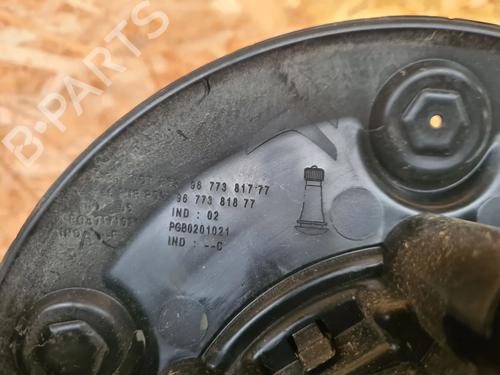 B-PARTS
96 773 817 77
96 773 818 77
IND : 02
PGB0201021
IND : --C